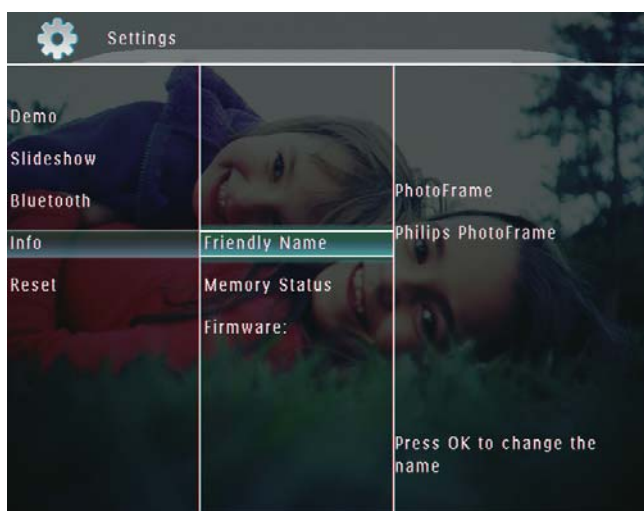 Settings
Demo
Slideshow
Bluetooth
Info
Reset
Friendly Name
Memory Status
Firmware:
PhotoFrame
Philips PhotoFrame
Press OK to change the
name